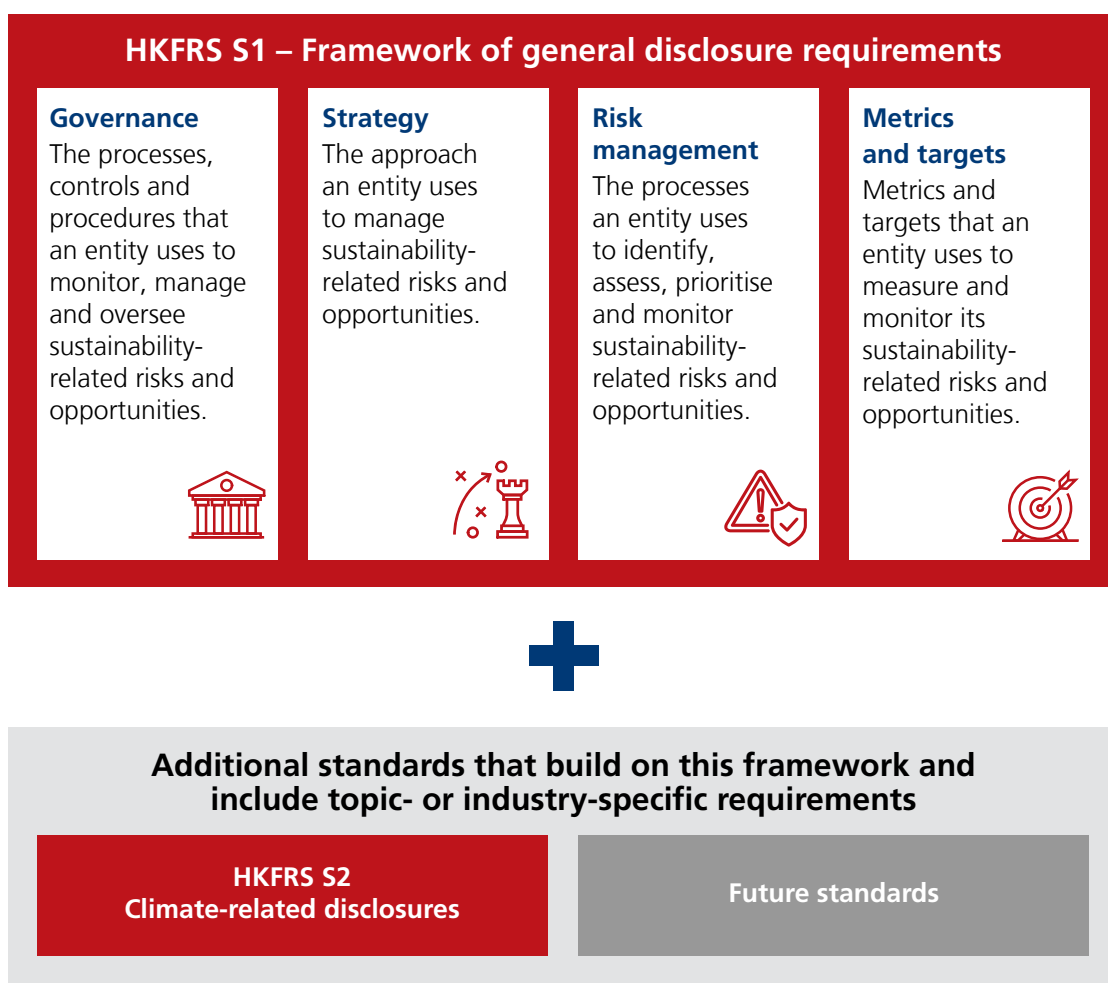 HKFRS S1 – Framework of general disclosure requirements
Governance
The processes,
controls and
procedures that
an entity uses to
monitor, manage
and oversee
sustainability-
related risks and
opportunities.
Strategy
The approach
an entity uses
to manage
sustainability-
related risks and
opportunities.
Risk
management
The processes
an entity uses
to identify,
assess, prioritise
and monitor
sustainability-
related risks and
opportunities.
Metrics
and targets
Metrics and
targets that an
entity uses to
measure and
monitor its
sustainability-
related risks and
opportunities.
Additional standards that build on this framework and
include topic- or industry-specific requirements
HKFRS S2
Climate-related disclosures
Future standards